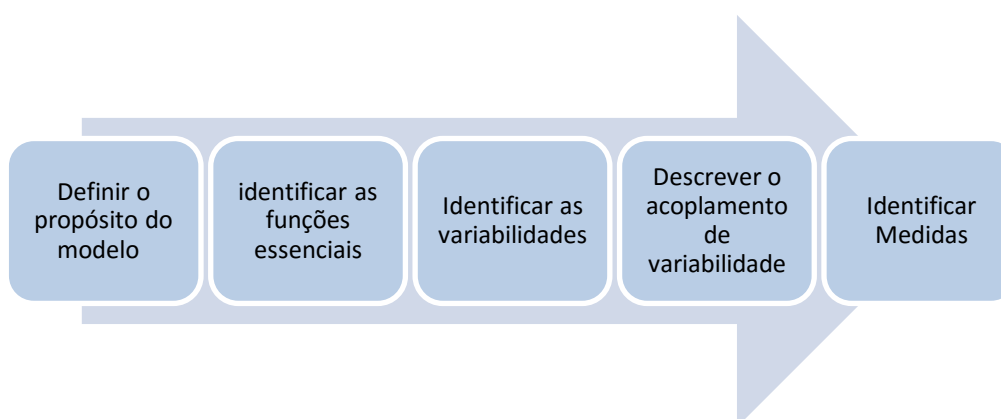 Definir o
propósito do
modelo
identificar as
funções
essenciais
Identificar as
variabilidades
Descrever o
acoplamento
de
variabilidade
Identificar
Medidas